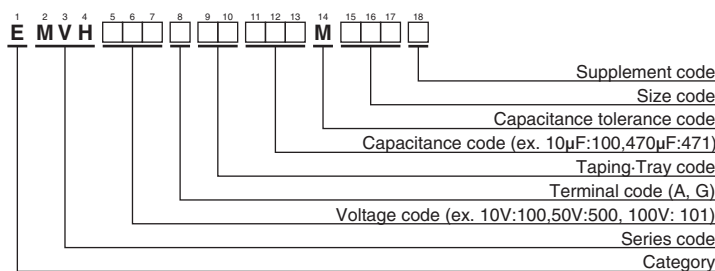 1 2 3 4 5 6 7 8 9 10 11 12 13 14 15 16 17 18
E M V H □ □ □ □ □ □ □ □ □ M □ □ □ □
Supplement code
Size code
Capacitance tolerance code
Capacitance code (ex. 10µF:100,470µF:471)
Taping·Tray code
Terminal code (A, G)
Voltage code (ex. 10V:100,50V:500, 100V: 101)
Series code
Category